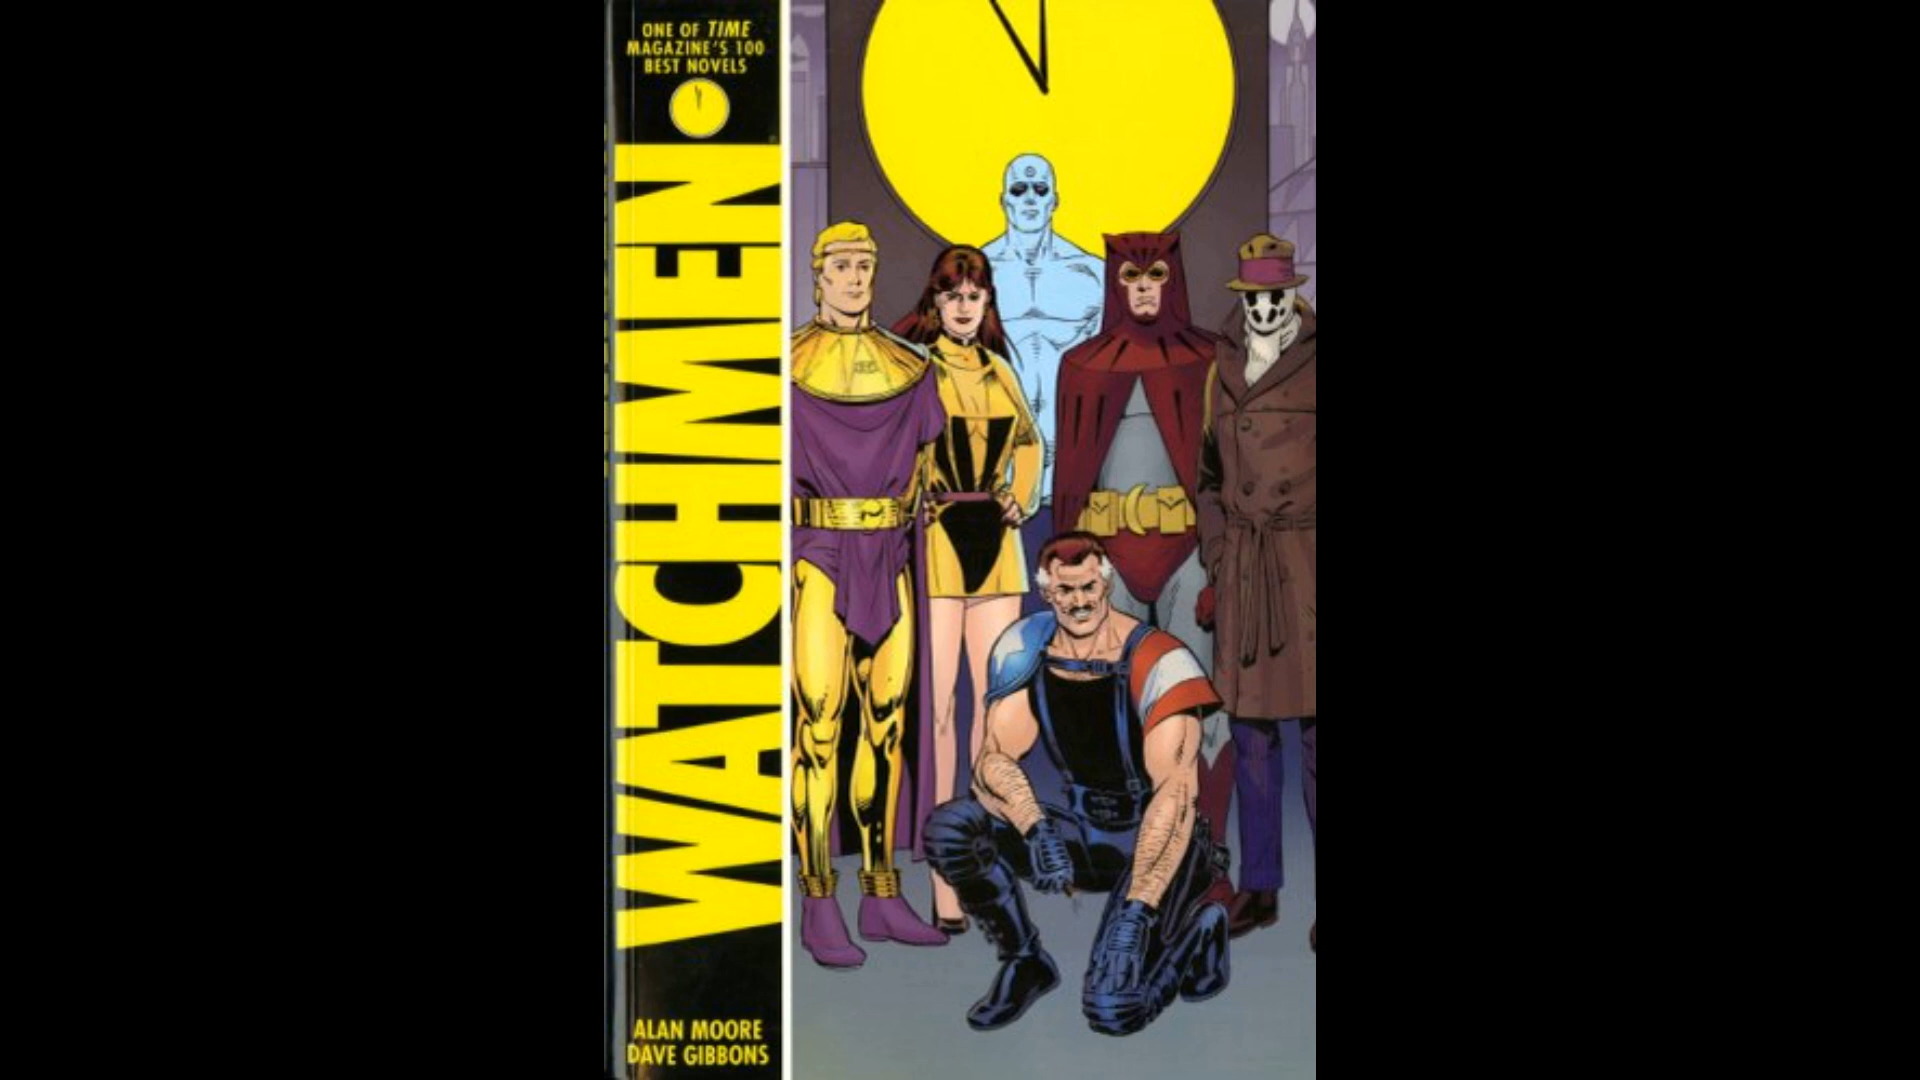 ONE OF TIME
MAGAZINE'S 100
BEST NOVELS
WATCHMEN
ALAN MOORE
DAVE GIBBONS